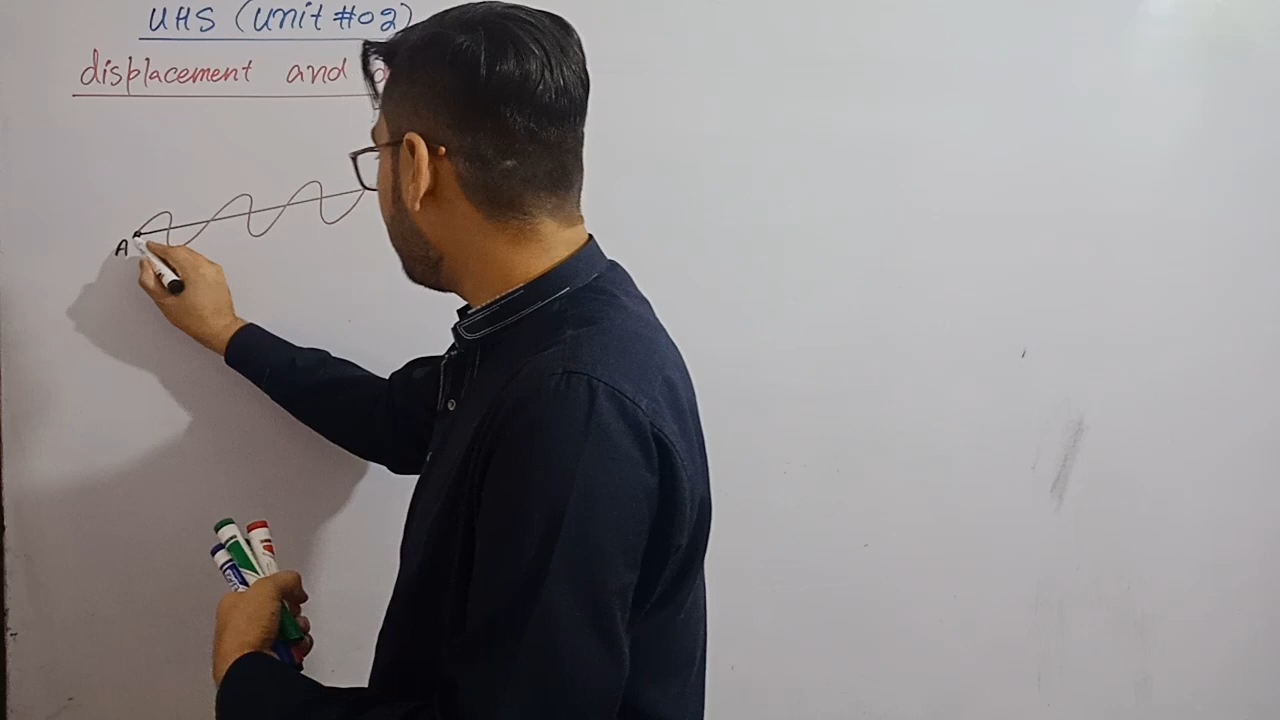 UHS (Unit #02)
displacement and
A